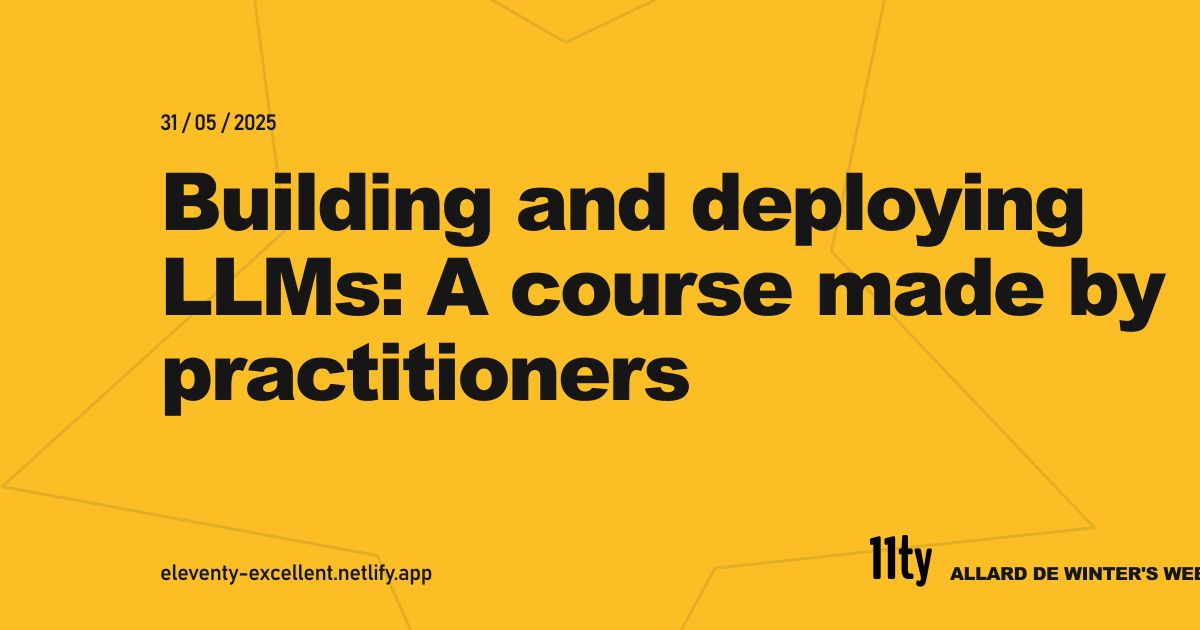 31 / 05 / 2025
Building and deploying
LLMs: A course made by
practitioners
eleventy-excellent.netlify.app
11ty
ALLARD DE WINTER'S